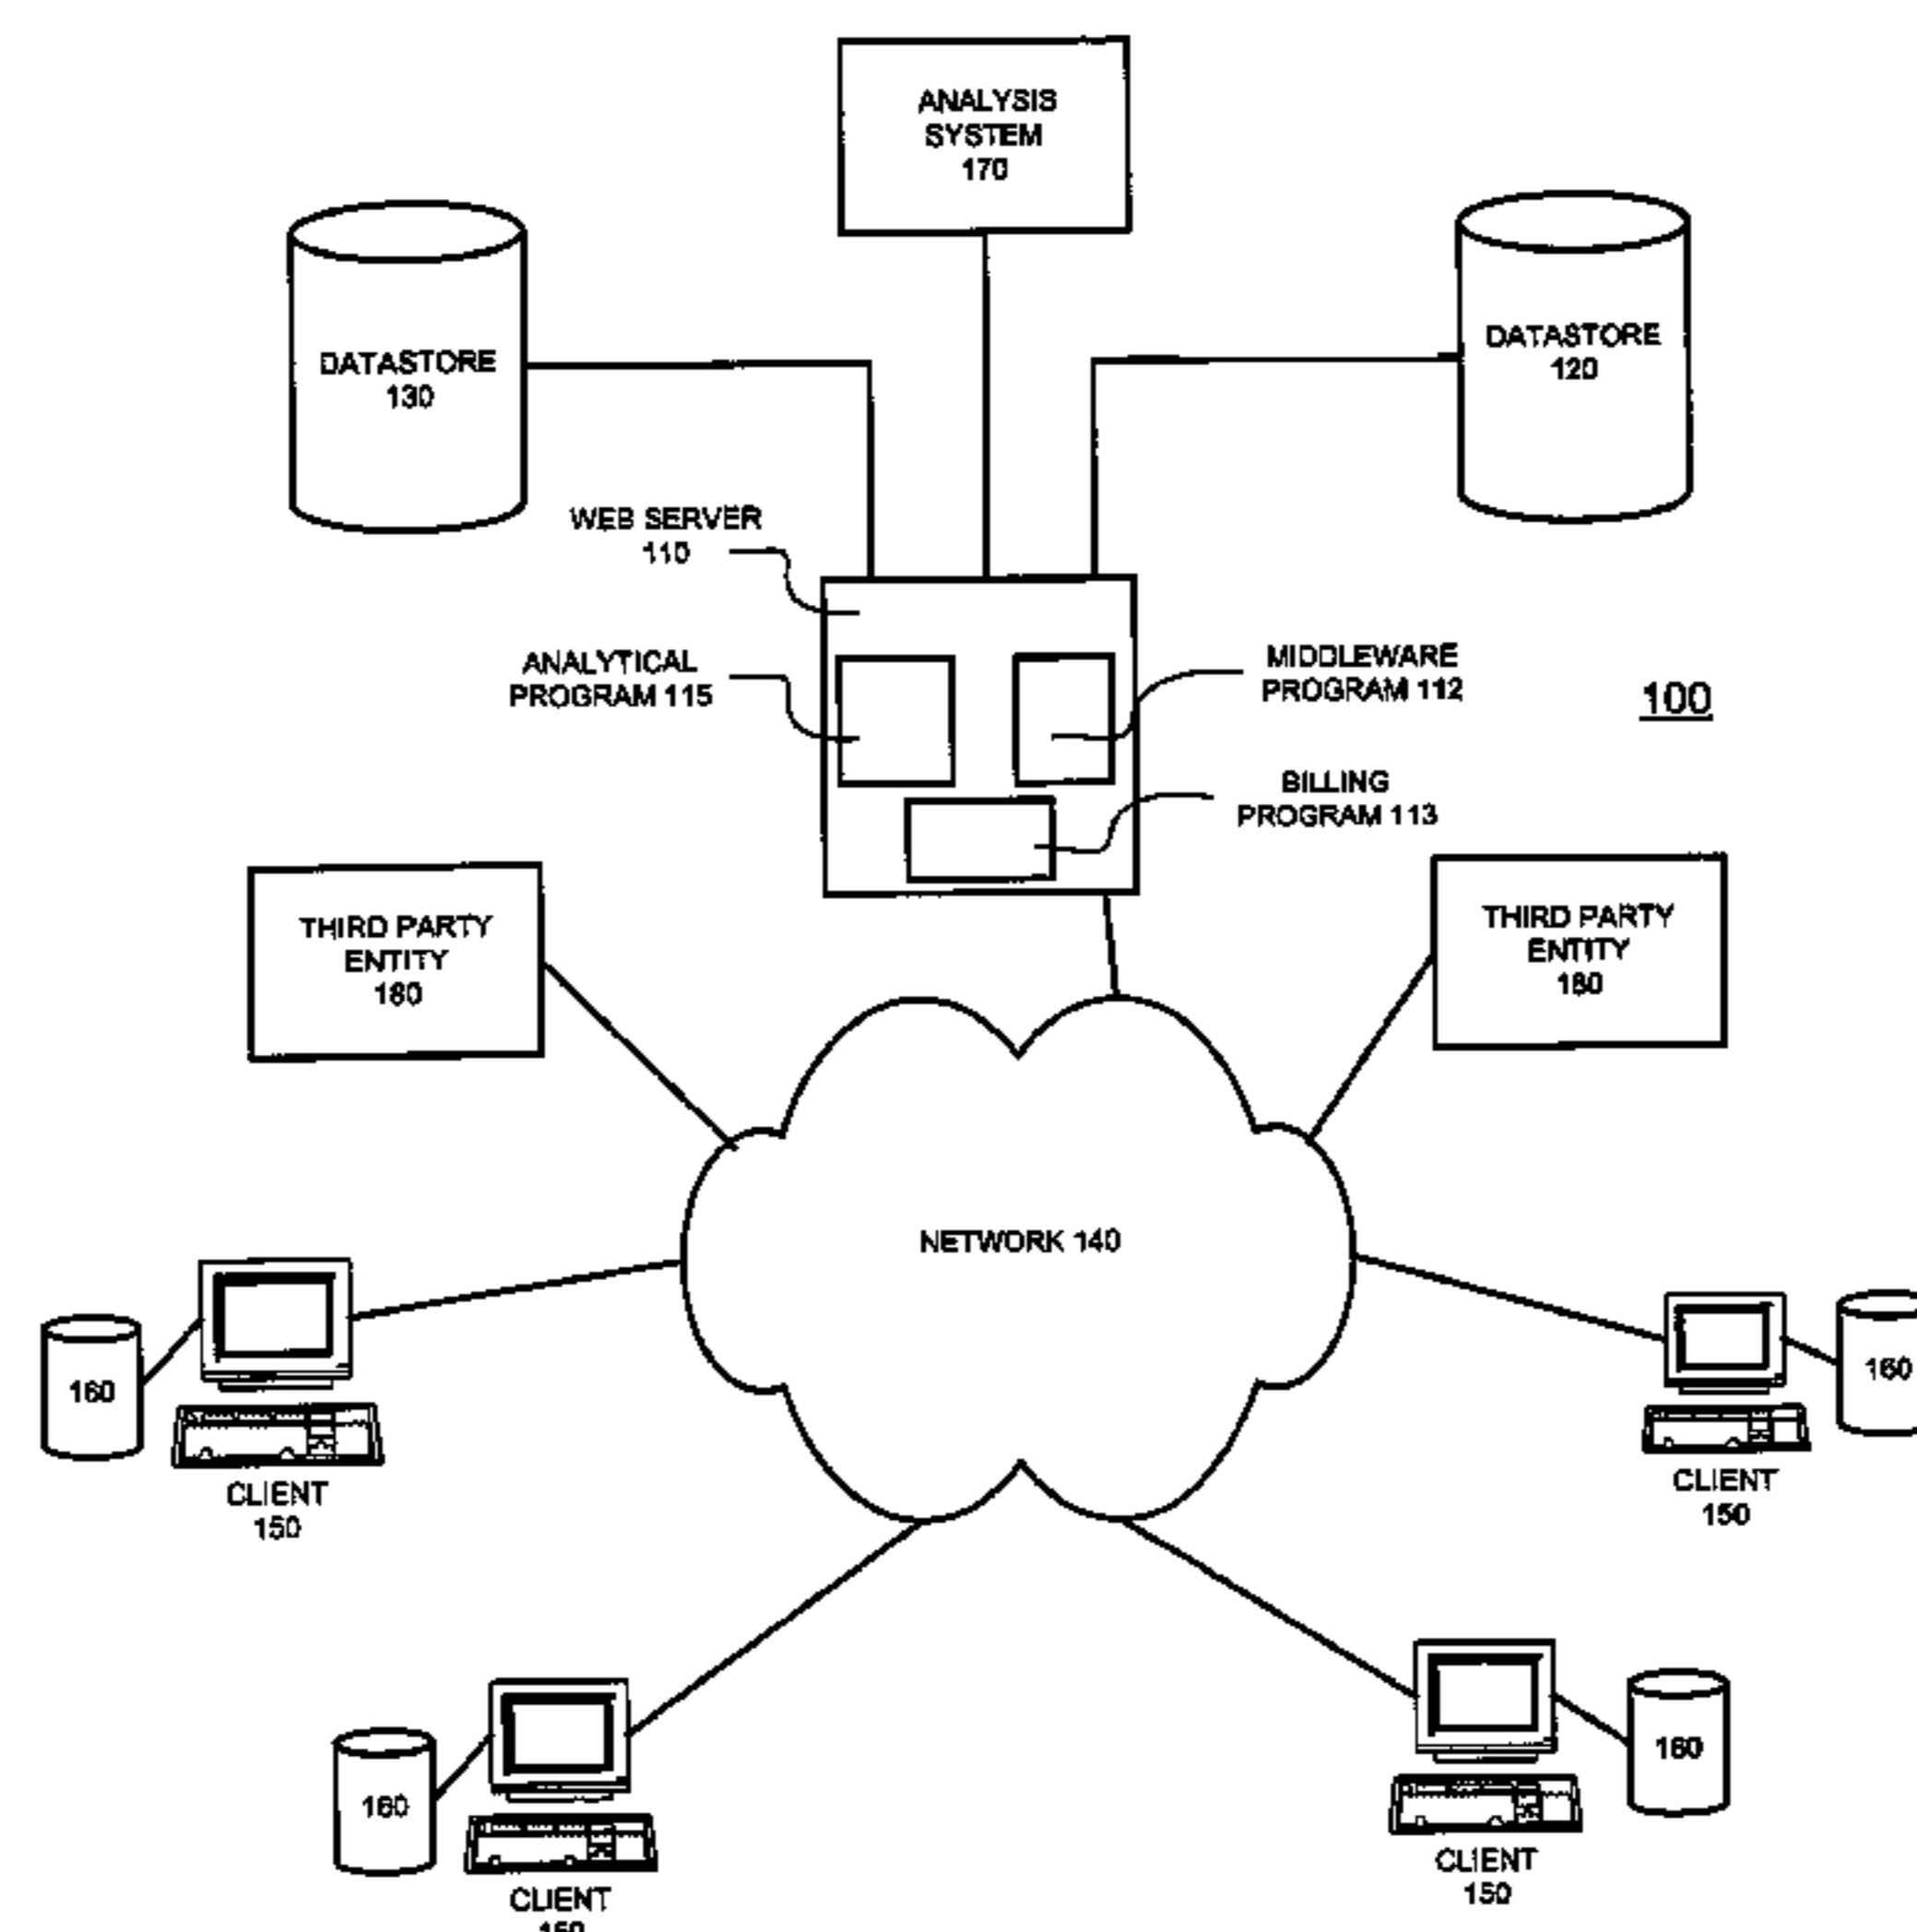 ANALYSIS
SYSTEM
170
DATASTORE
130
DATASTORE
120
WEB SERVER
110
ANALYTICAL
PROGRAM 115
MIDDLEWARE
PROGRAM 112
100
BILLING
PROGRAM 113
THIRD PARTY
ENTITY
180
THIRD PARTY
ENTITY
180
NETWORK 140
160
CLIENT
150
160
CLIENT
150
160
CLIENT
150
160
CLIENT
150